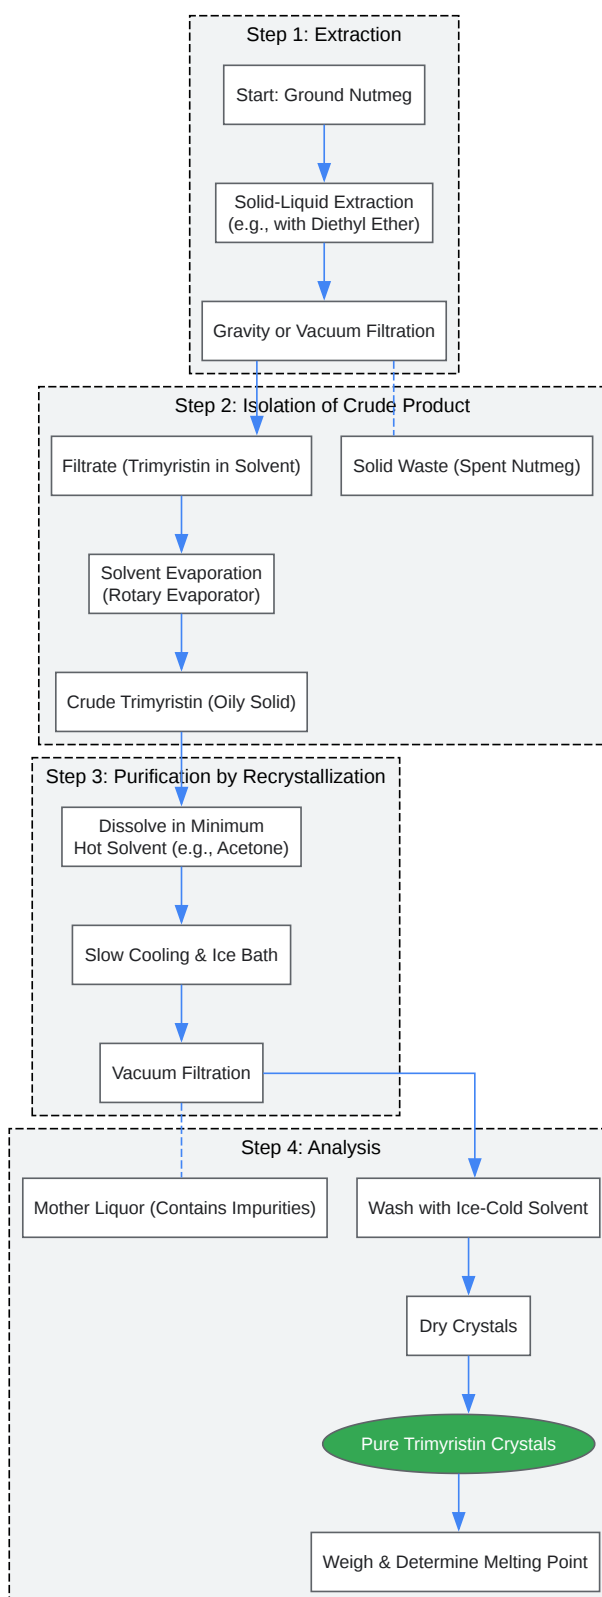 Step 1: Extraction
Start: Ground Nutmeg
Solid-Liquid Extraction
(e.g., with Diethyl Ether)
Gravity or Vacuum Filtration
Step 2: Isolation of Crude Product
Filtrate (Trimyristin in Solvent)
Solid Waste (Spent Nutmeg)
Solvent Evaporation
(Rotary Evaporator)
Crude Trimyristin (Oily Solid)
Step 3: Purification by Recrystallization
Dissolve in Minimum
Hot Solvent (e.g., Acetone)
Slow Cooling & Ice Bath
Vacuum Filtration
Step 4: Analysis
Mother Liquor (Contains Impurities)
Wash with Ice-Cold Solvent
Dry Crystals
Pure Trimyristin Crystals
Weigh & Determine Melting Point